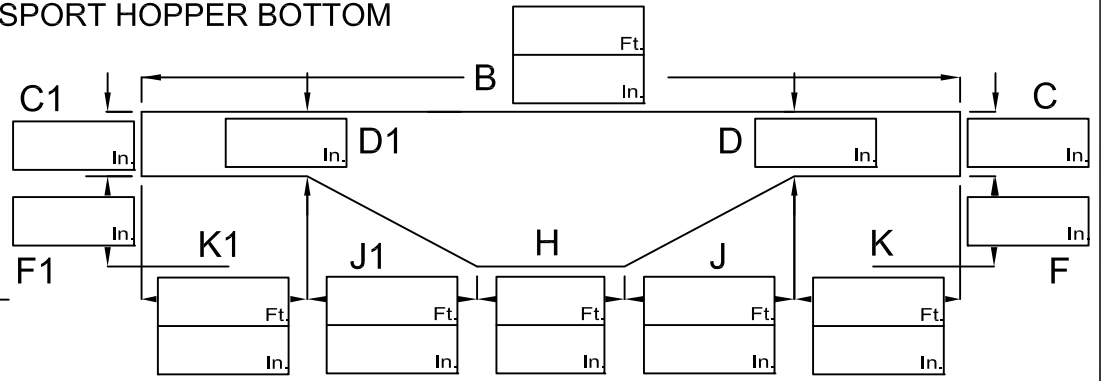 SPORT HOPPER BOTTOM
Ft.
B
In.
C1
C
In.
D1
In.
D
In.
In.
In.
In.
F1
F
K1
J1
H
J
K
Ft.
Ft.
Ft.
Ft.
Ft.
In.
In.
In.
In.
In.